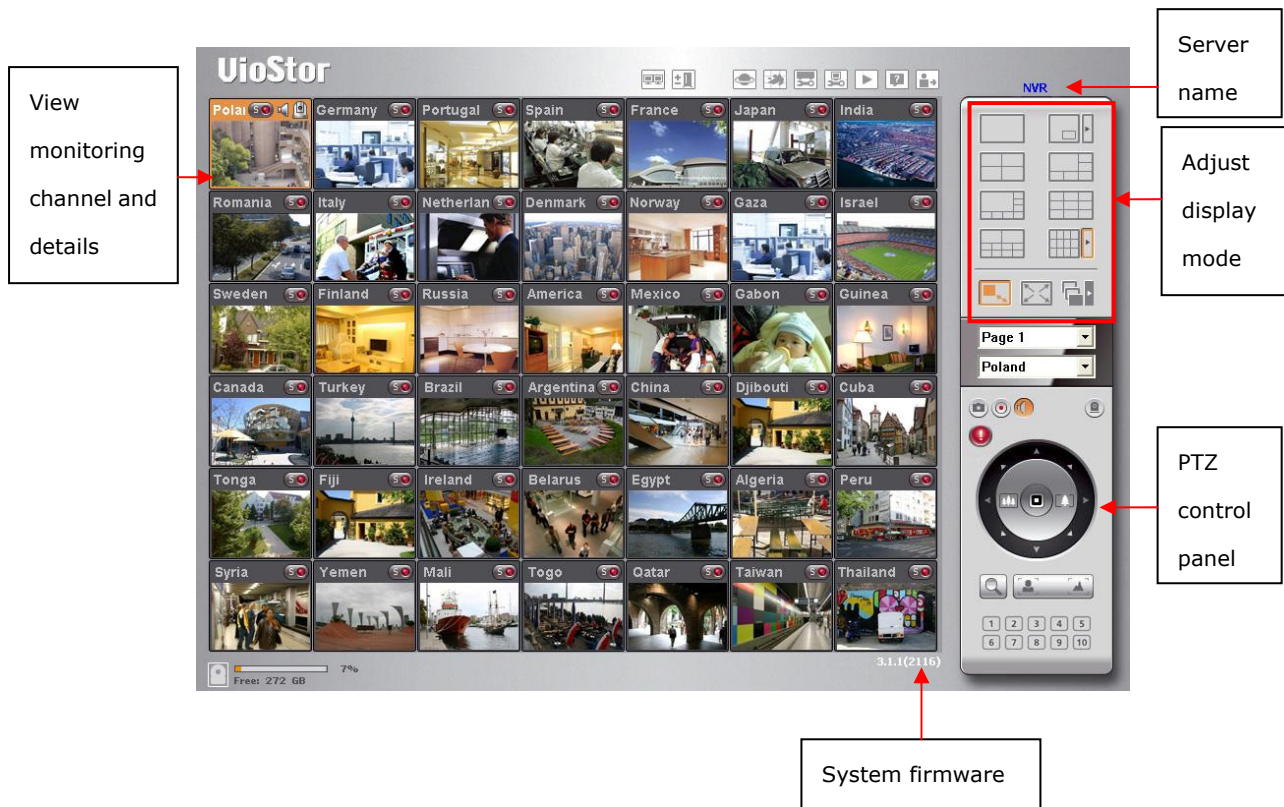 Server
name
View
monitoring
channel and
details
Adjust
display
mode
PTZ
control
panel
System firmware
VioStor
NVR
Polar
Germany
Portugal
Spain
France
Japan
India
Romania
Italy
Netherlan
Denmark
Norway
Gaza
Israel
Sweden
Finland
Russia
America
Mexico
Gabon
Guinea
Canada
Turkey
Brazil
Argentina
China
Djibouti
Cuba
Tonga
Fiji
Ireland
Belarus
Egypt
Algeria
Peru
Syria
Yemen
Mali
Togo
Qatar
Taiwan
Thailand
Page 1
Poland
1 2 3 4 5
6 7 8 9 10
7%
Free: 272 GB
3.1.1(2116)